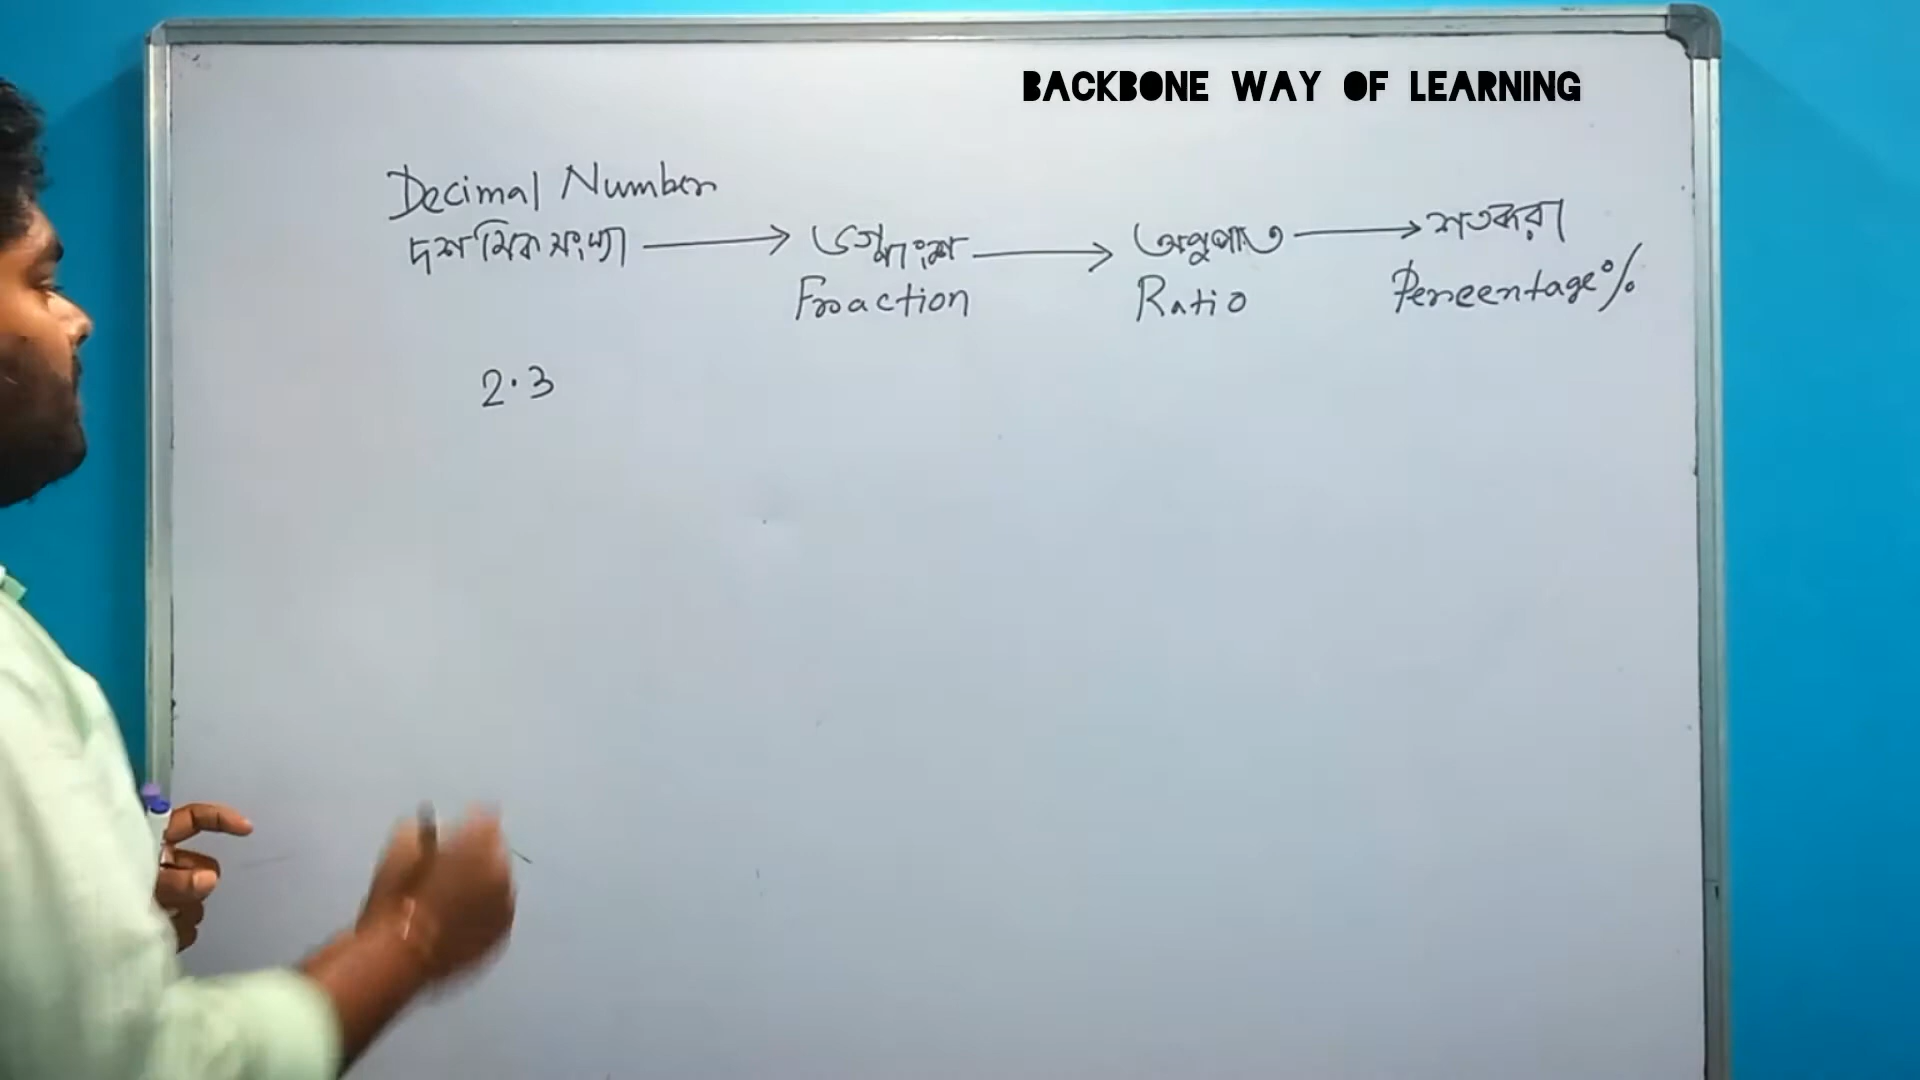 BACKBONE WAY OF LEARNING
Decimal Number
দশমিক সংখ্যা → ভগ্নাংশ → অনুপাত → শতকরা
Fraction Ratio Percentage %
2.3